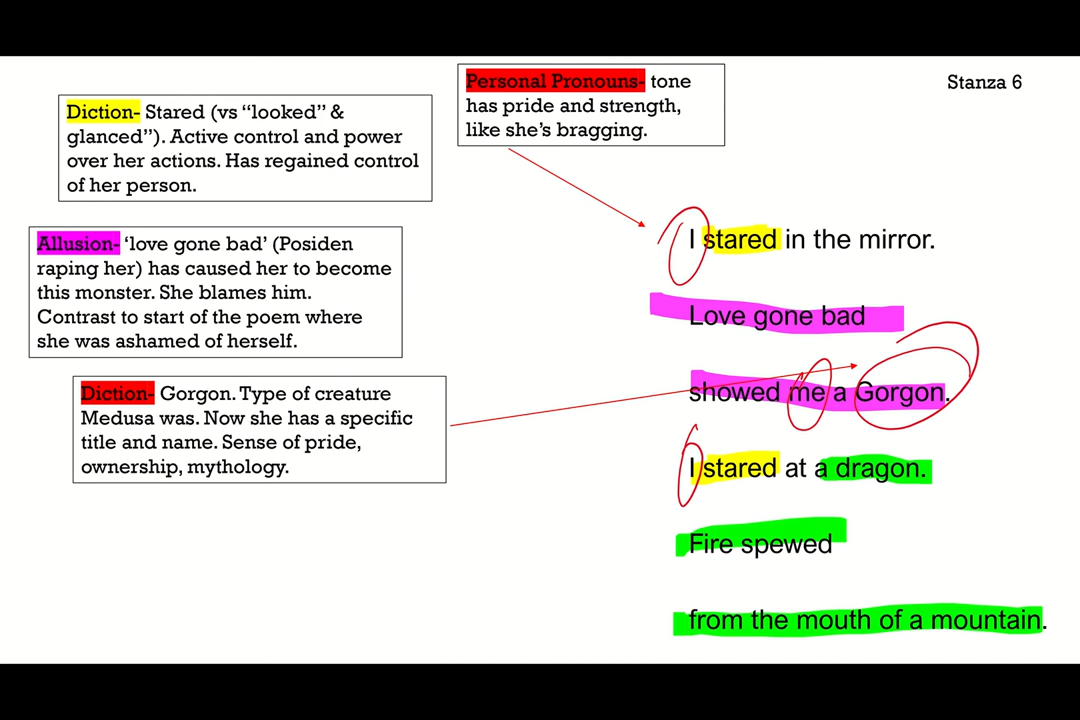 Personal Pronouns- tone
has pride and strength,
like she's bragging.
Stanza 6
Diction- Stared (vs "looked" &
glanced"). Active control and power
over her actions. Has regained control
of her person.
Allusion- 'love gone bad' (Posiden
raping her) has caused her to become
this monster. She blames him.
Contrast to start of the poem where
she was ashamed of herself.
Diction- Gorgon. Type of creature
Medusa was. Now she has a specific
title and name. Sense of pride,
ownership, mythology.
I stared in the mirror.
Love gone bad
showed me a Gorgon.
I stared at a dragon.
Fire spewed
from the mouth of a mountain.